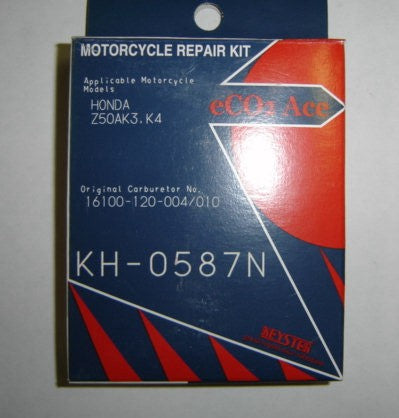 MOTORCYCLE REPAIR KIT
Applicable Motorcycle
Models
HONDA
Z50AK3.K4
eCO2 Acc
Original Carburetor No.
16100-120-004/010
KH-0587N
KEYSTER